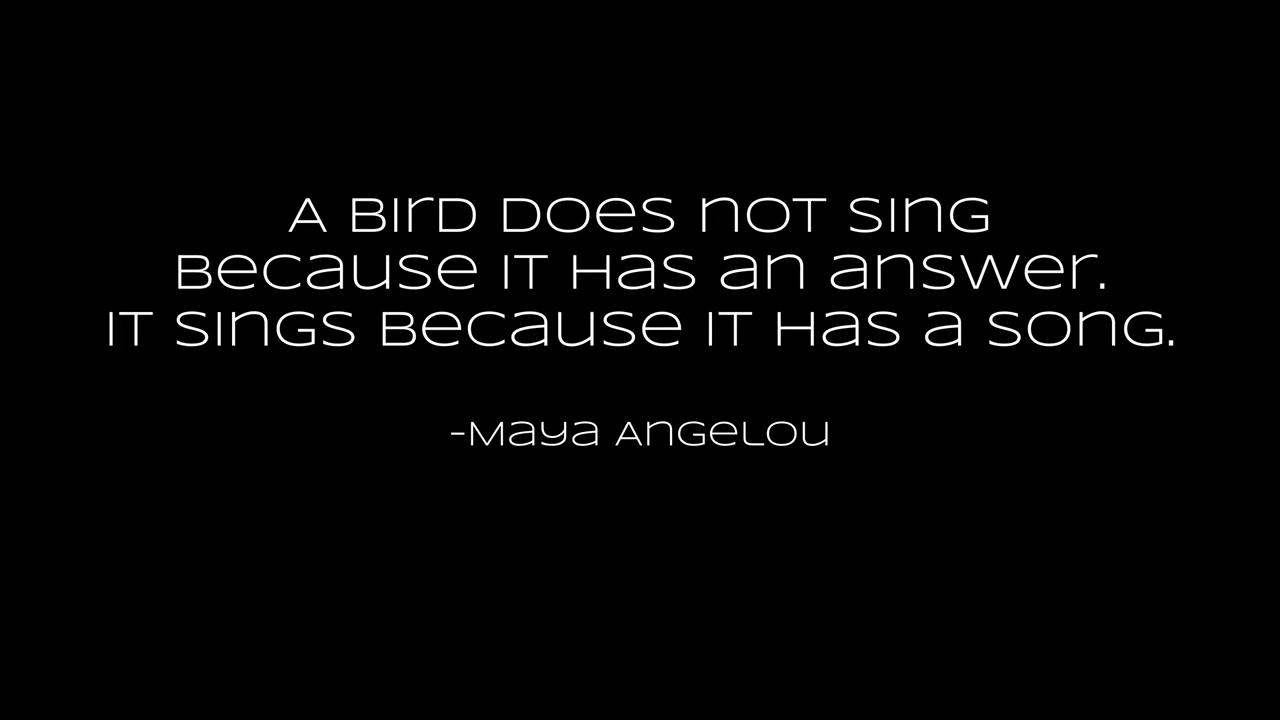 A Bird Does not sing
Because it has an answer.
It sings Because it has a song.
-Maya Angelou